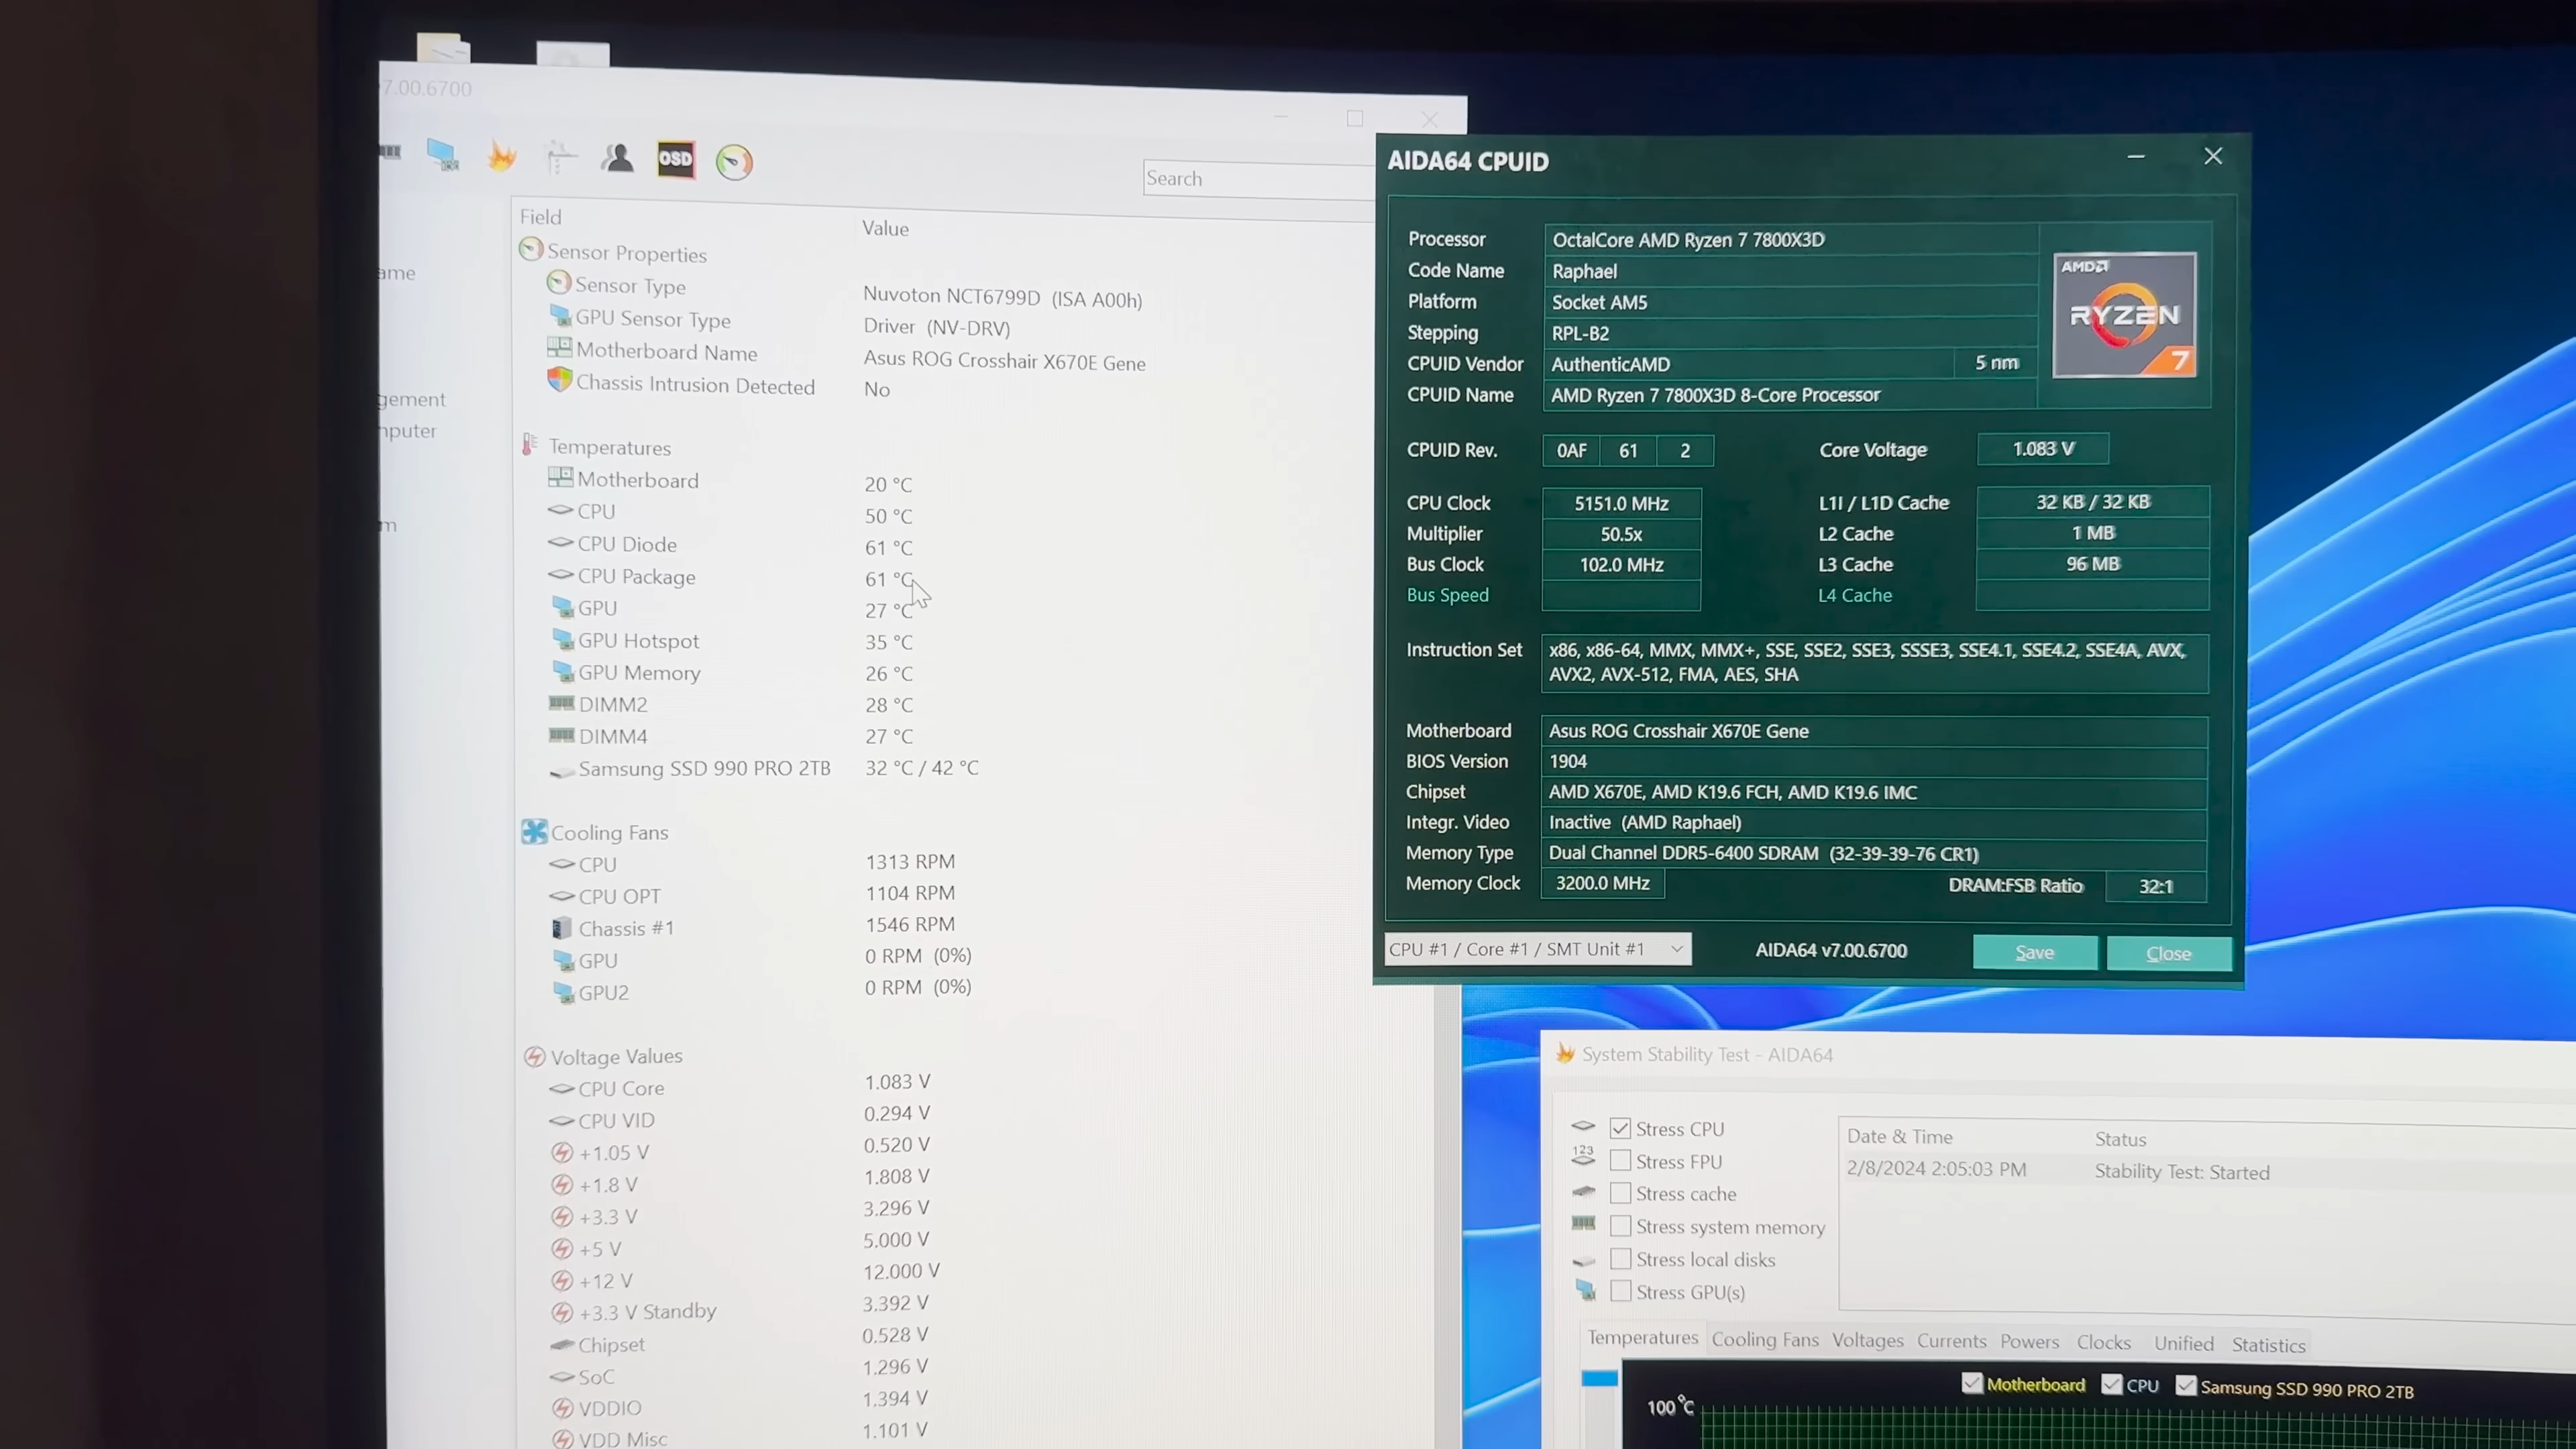 7.00.6700
OSD
Search
Field Value
Sensor Properties
Sensor Type Nuvoton NCT6799D (ISA A00h)
GPU Sensor Type Driver (NV-DRV)
Motherboard Name Asus ROG Crosshair X670E Gene
Chassis Intrusion Detected No
Temperatures
Motherboard 20 °C
CPU 50 °C
CPU Diode 61 °C
CPU Package 61 °C
GPU 27 °C
GPU Hotspot 35 °C
GPU Memory 26 °C
DIMM2 28 °C
DIMM4 27 °C
Samsung SSD 990 PRO 2TB 32 °C / 42 °C
Cooling Fans
CPU 1313 RPM
CPU OPT 1104 RPM
Chassis #1 1546 RPM
GPU 0 RPM (0%)
GPU2 0 RPM (0%)
Voltage Values
CPU Core 1.083 V
CPU VID 0.294 V
+1.05 V 0.520 V
+1.8 V 1.808 V
+3.3 V 3.296 V
+5 V 5.000 V
+12 V 12.000 V
+3.3 V Standby 3.392 V
Chipset 0.528 V
SoC 1.296 V
VDDIO 1.394 V
VDD Misc 1.101 V
ame
gement
mputer
m
AIDA64 CPUID
Processor OctalCore AMD Ryzen 7 7800X3D
Code Name Raphael
Platform Socket AM5
Stepping RPL-B2
CPUID Vendor AuthenticAMD 5 nm
CPUID Name AMD Ryzen 7 7800X3D 8-Core Processor
AMD
RYZEN
7
CPUID Rev. 0AF 61 2 Core Voltage 1.083 V
CPU Clock 5151.0 MHz L1I / L1D Cache 32 KB / 32 KB
Multiplier 50.5x L2 Cache 1 MB
Bus Clock 102.0 MHz L3 Cache 96 MB
Bus Speed L4 Cache
Instruction Set x86, x86-64, MMX, MMX+, SSE, SSE2, SSE3, SSSE3, SSE4.1, SSE4.2, SSE4A, AVX,
AVX2, AVX-512, FMA, AES, SHA
Motherboard Asus ROG Crosshair X670E Gene
BIOS Version 1904
Chipset AMD X670E, AMD K19.6 FCH, AMD K19.6 IMC
Integr. Video Inactive (AMD Raphael)
Memory Type Dual Channel DDR5-6400 SDRAM (32-39-39-76 CR1)
Memory Clock 3200.0 MHz DRAM:FSB Ratio 32:1
CPU #1 / Core #1 / SMT Unit #1 AIDA64 v7.00.6700 Save Close
System Stability Test - AIDA64
Stress CPU
123
Stress FPU
Stress cache
Stress system memory
Stress local disks
Stress GPU(s)
Date & Time Status
2/8/2024 2:05:03 PM Stability Test: Started
Temperatures Cooling Fans Voltages Currents Powers Clocks Unified Statistics
Motherboard CPU Samsung SSD 990 PRO 2TB
100°C